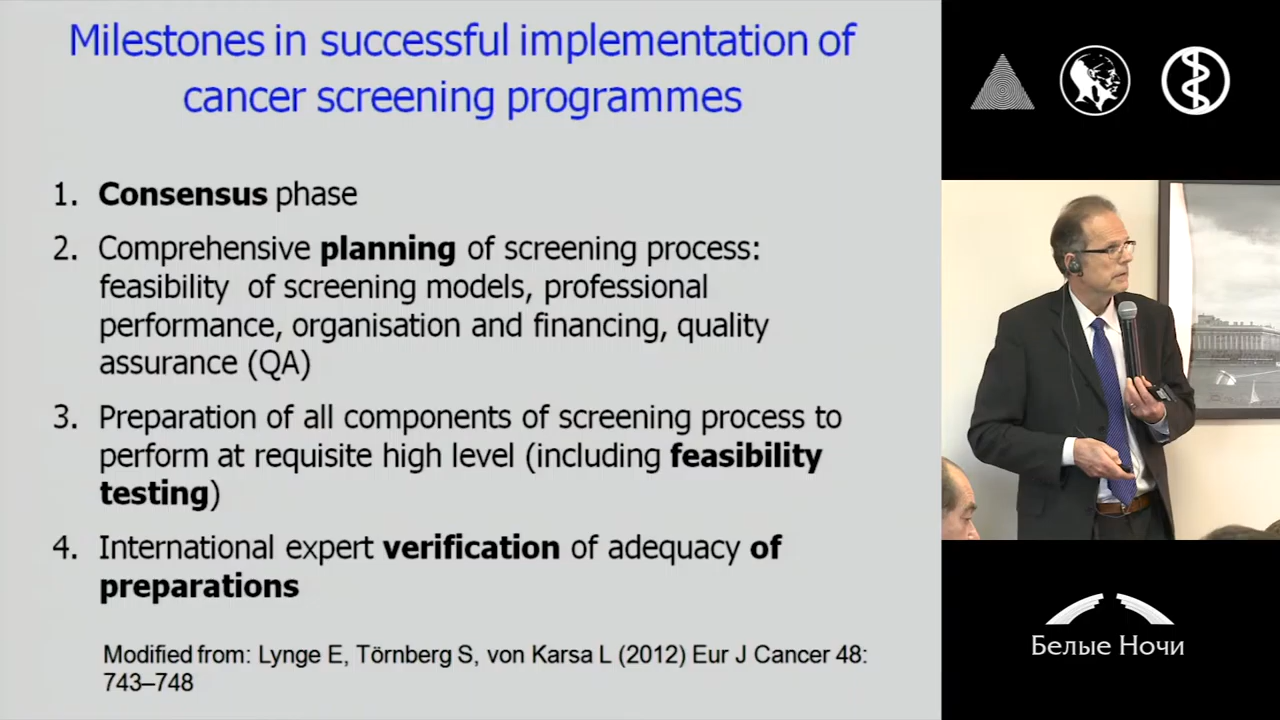 Milestones in successful implementation of
cancer screening programmes
1. Consensus phase
2. Comprehensive planning of screening process:
feasibility of screening models, professional
performance, organisation and financing, quality
assurance (QA)
3. Preparation of all components of screening process to
perform at requisite high level (including feasibility
testing)
4. International expert verification of adequacy of
preparations
Modified from: Lynge E, Törnberg S, von Karsa L (2012) Eur J Cancer 48:
743–748
Белые Ночи